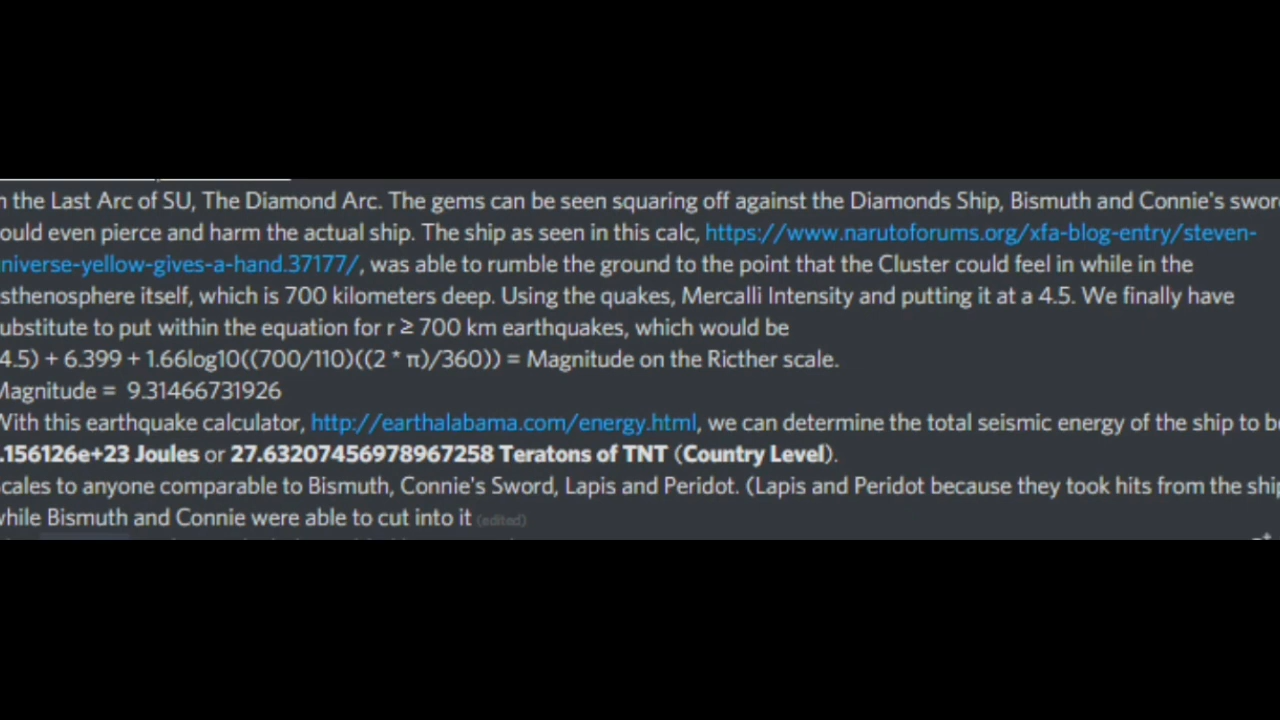 n the Last Arc of SU, The Diamond Arc. The gems can be seen squaring off against the Diamonds Ship, Bismuth and Connie's swor
ould even pierce and harm the actual ship. The ship as seen in this calc, https://www.narutoforums.org/xfa-blog-entry/steven-
niverse-yellow-gives-a-hand.37177/, was able to rumble the ground to the point that the Cluster could feel in while in the
sthenosphere itself, which is 700 kilometers deep. Using the quakes, Mercalli Intensity and putting it at a 4.5. We finally have
ubstitute to put within the equation for r ≥ 700 km earthquakes, which would be
4.5) + 6.399 + 1.66log10((700/110)((2 * π)/360)) = Magnitude on the Ricther scale.
Magnitude = 9.31466731926
With this earthquake calculator, http://earthalabama.com/energy.html, we can determine the total seismic energy of the ship to b
.156126e+23 Joules or 27.63207456978967258 Teratons of TNT (Country Level).
cales to anyone comparable to Bismuth, Connie's Sword, Lapis and Peridot. (Lapis and Peridot because they took hits from the ship
while Bismuth and Connie were able to cut into it (edited)